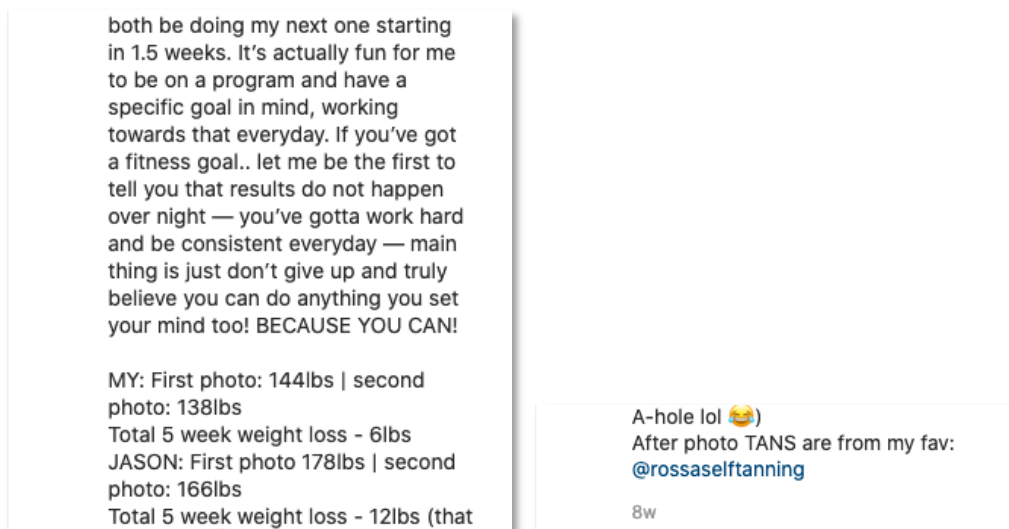 both be doing my next one starting
in 1.5 weeks. It’s actually fun for me
to be on a program and have a
specific goal in mind, working
towards that everyday. If you’ve got
a fitness goal.. let me be the first to
tell you that results do not happen
over night — you’ve gotta work hard
and be consistent everyday — main
thing is just don’t give up and truly
believe you can do anything you set
your mind too! BECAUSE YOU CAN!
MY: First photo: 144lbs | second
photo: 138lbs
Total 5 week weight loss - 6lbs
JASON: First photo 178lbs | second
photo: 166lbs
Total 5 week weight loss - 12lbs (that
A-hole lol 😂)
After photo TANS are from my fav:
@rossaselftanning
8w